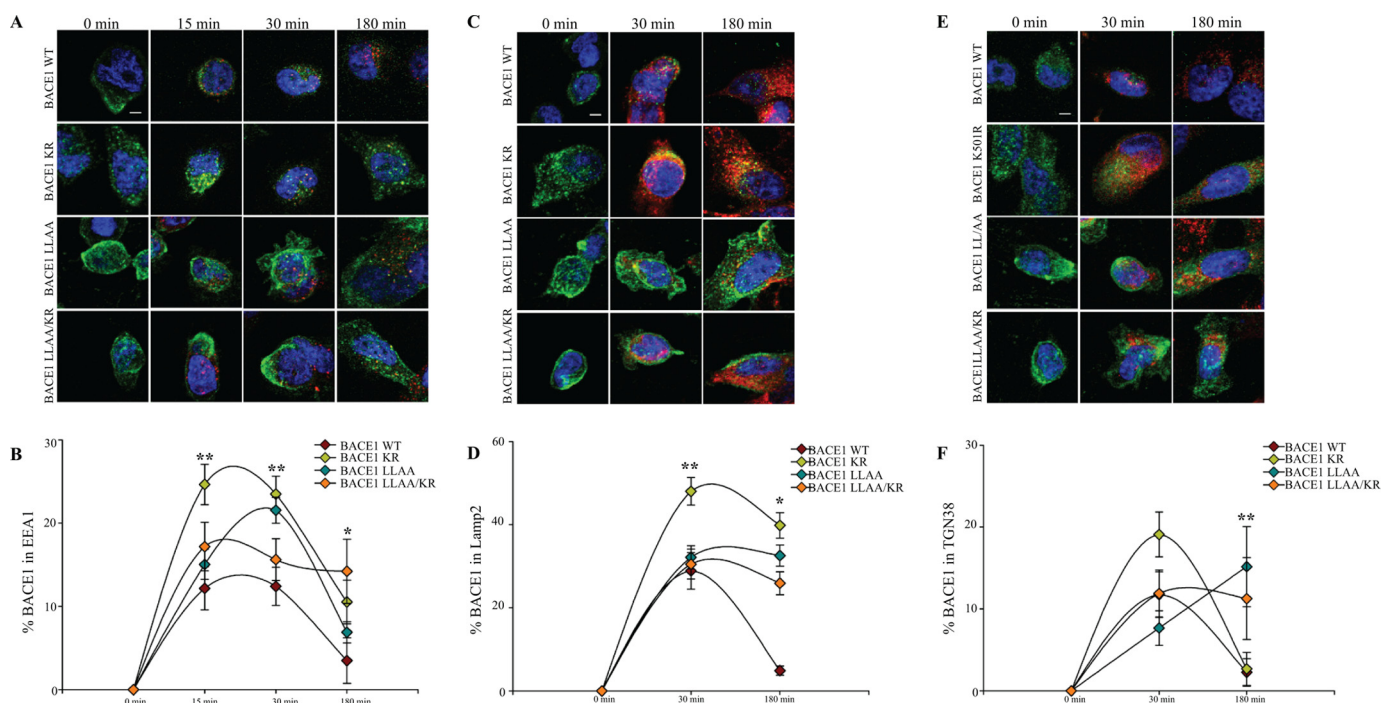 A
0 min 15 min 30 min 180 min
BACE1 WT
BACE1 KR
BACE1 LLAA
BACE1 LLAA/KR
C
0 min 30 min 180 min
BACE1 WT
BACE1 KR
BACE1 LLAA
BACE1 LLAA/KR
E
0 min 30 min 180 min
BACE1 WT
BACE1 K501R
BACE1 LL/AA
BACE1LLAA/KR
B
% BACE1 in EEA1
30
20
10
0
** ** *
0 min 15 min 30 min 180 min
BACE1 WT
BACE1 KR
BACE1 LLAA
BACE1 LLAA/KR
D
% BACE1 in Lamp2
60
40
20
0
** *
0 min 30 min 180 min
BACE1 WT
BACE1 KR
BACE1 LLAA
BACE1 LLAA/KR
F
% BACE1 in TGN38
30
20
10
0
**
0 min 30 min 180 min
BACE1 WT
BACE1 KR
BACE1 LLAA
BACE1 LLAA/KR